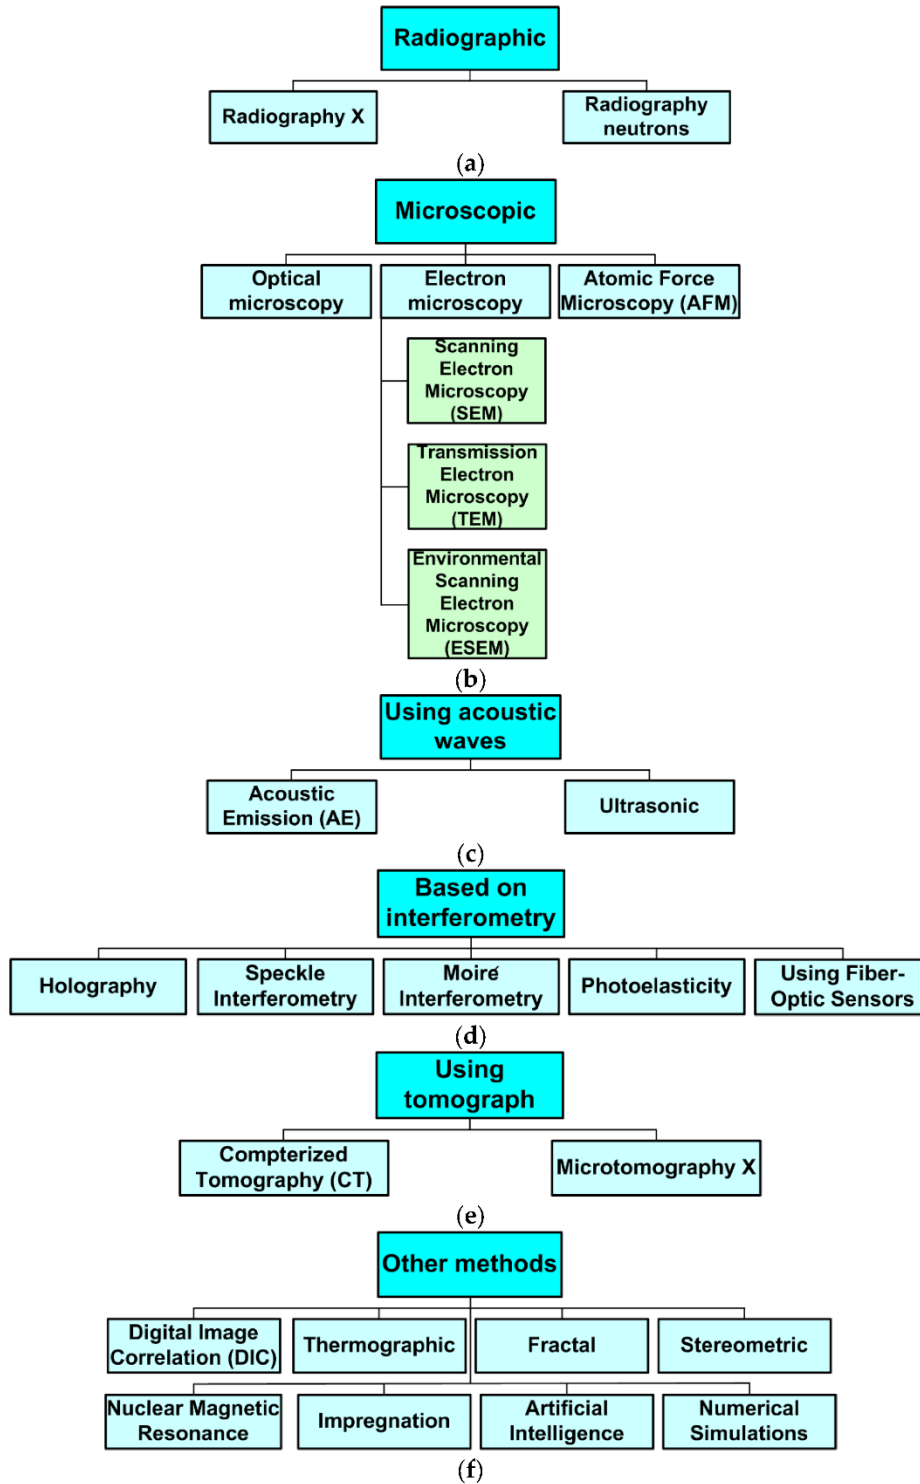 Radiographic
Radiography X
Radiography
neutrons
(a)
Microscopic
Optical
microscopy
Electron
microscopy
Atomic Force
Microscopy (AFM)
Scanning
Electron
Microscopy
(SEM)
Transmission
Electron
Microscopy
(TEM)
Environmental
Scanning
Electron
Microscopy
(ESEM)
(b)
Using acoustic
waves
Acoustic
Emission (AE)
Ultrasonic
(c)
Based on
interferometry
Holography
Speckle
Interferometry
Moiré
Interferometry
Photoelasticity
Using Fiber-
Optic Sensors
(d)
Using
tomograph
Compterized
Tomography (CT)
Microtomography X
(e)
Other methods
Digital Image
Correlation (DIC)
Thermographic
Fractal
Stereometric
Nuclear Magnetic
Resonance
Impregnation
Artificial
Intelligence
Numerical
Simulations
(f)